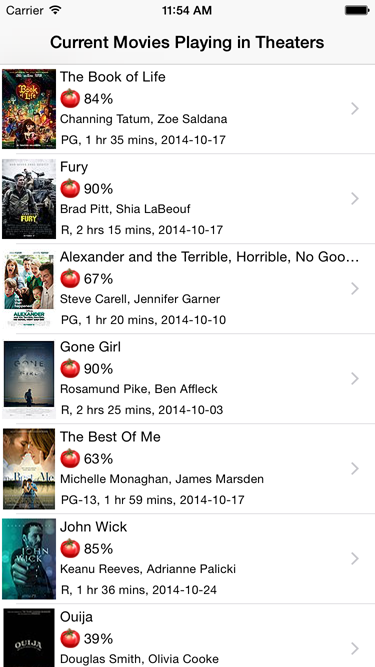 Carrier 11:54 AM
Current Movies Playing in Theaters
The Book of Life
84%
Channing Tatum, Zoe Saldana
PG, 1 hr 35 mins, 2014-10-17
Fury
90%
Brad Pitt, Shia LaBeouf
R, 2 hrs 15 mins, 2014-10-17
FURY
Alexander and the Terrible, Horrible, No Goo…
67%
Steve Carell, Jennifer Garner
PG, 1 hr 20 mins, 2014-10-10
ALEXANDER
Gone Girl
90%
Rosamund Pike, Ben Affleck
R, 2 hrs 25 mins, 2014-10-03
GONE
GIRL
The Best Of Me
63%
Michelle Monaghan, James Marsden
PG-13, 1 hr 59 mins, 2014-10-17
The Best of Me
John Wick
85%
Keanu Reeves, Adrianne Palicki
R, 1 hr 36 mins, 2014-10-24
JOHN
WICK
Ouija
39%
Douglas Smith, Olivia Cooke
OUIJA